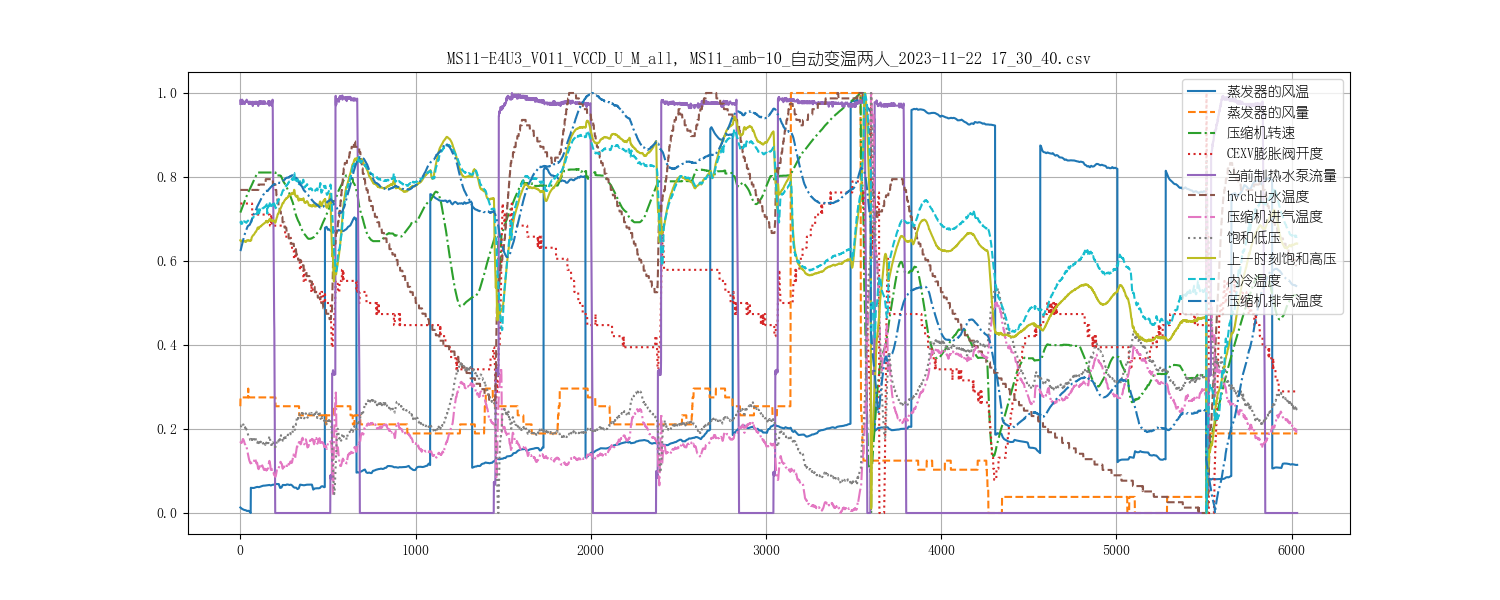 MS11-E4U3_V011_VCCD_U_M_all, MS11_amb-10_自动变温两人_2023-11-22 17_30_40.csv
1.0
0.8
0.6
0.4
0.2
0.0
0 1000 2000 3000 4000 5000 6000
蒸发器的风温
蒸发器的风量
压缩机转速
CEXV膨胀阀开度
当前制热水泵流量
hvch出水温度
压缩机进气温度
饱和低压
上一时刻饱和高压
内冷温度
压缩机排气温度